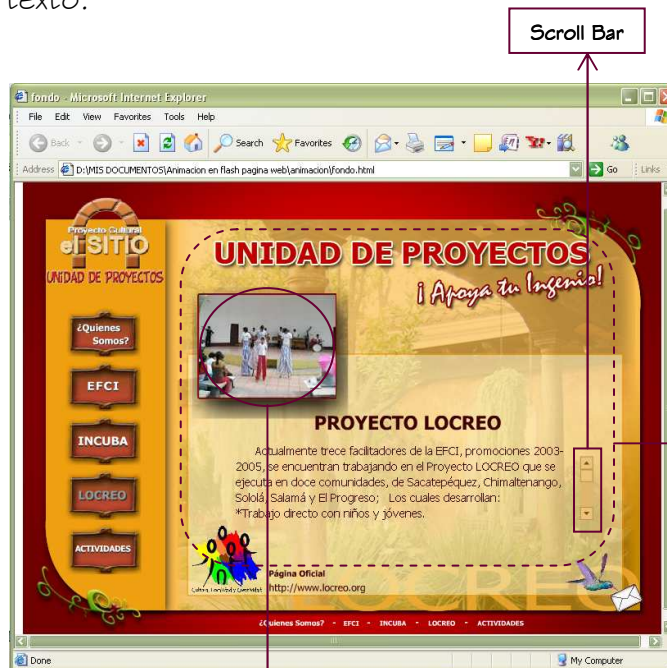 texto.
Scroll Bar
fondo - Microsoft Internet Explorer
File Edit View Favorites Tools Help
Back Search Favorites
Address D:\MIS DOCUMENTOS\Animacion en flash pagina web\animacion\fondo.html Go Links
Proyecto Cultural
el SITIO
UNIDAD DE PROYECTOS
UNIDAD DE PROYECTOS
¡ Apoya tu Ingenio!
¿Quienes
Somos?
EFCI
INCUBA
LOCREO
ACTIVIDADES
PROYECTO LOCREO
Actualmente trece facilitadores de la EFCI, promociones 2003-
2005, se encuentran trabajando en el Proyecto LOCREO que se
ejecuta en doce comunidades, de Sacatepéquez, Chimaltenango,
Sololá, Salamá y El Progreso; Los cuales desarrollan:
*Trabajo directo con niños y jóvenes.
Página Oficial
http://www.locreo.org
LOCREO
¿Quienes Somos? - EFCI - INCUBA - LOCREO - ACTIVIDADES
Done My Computer